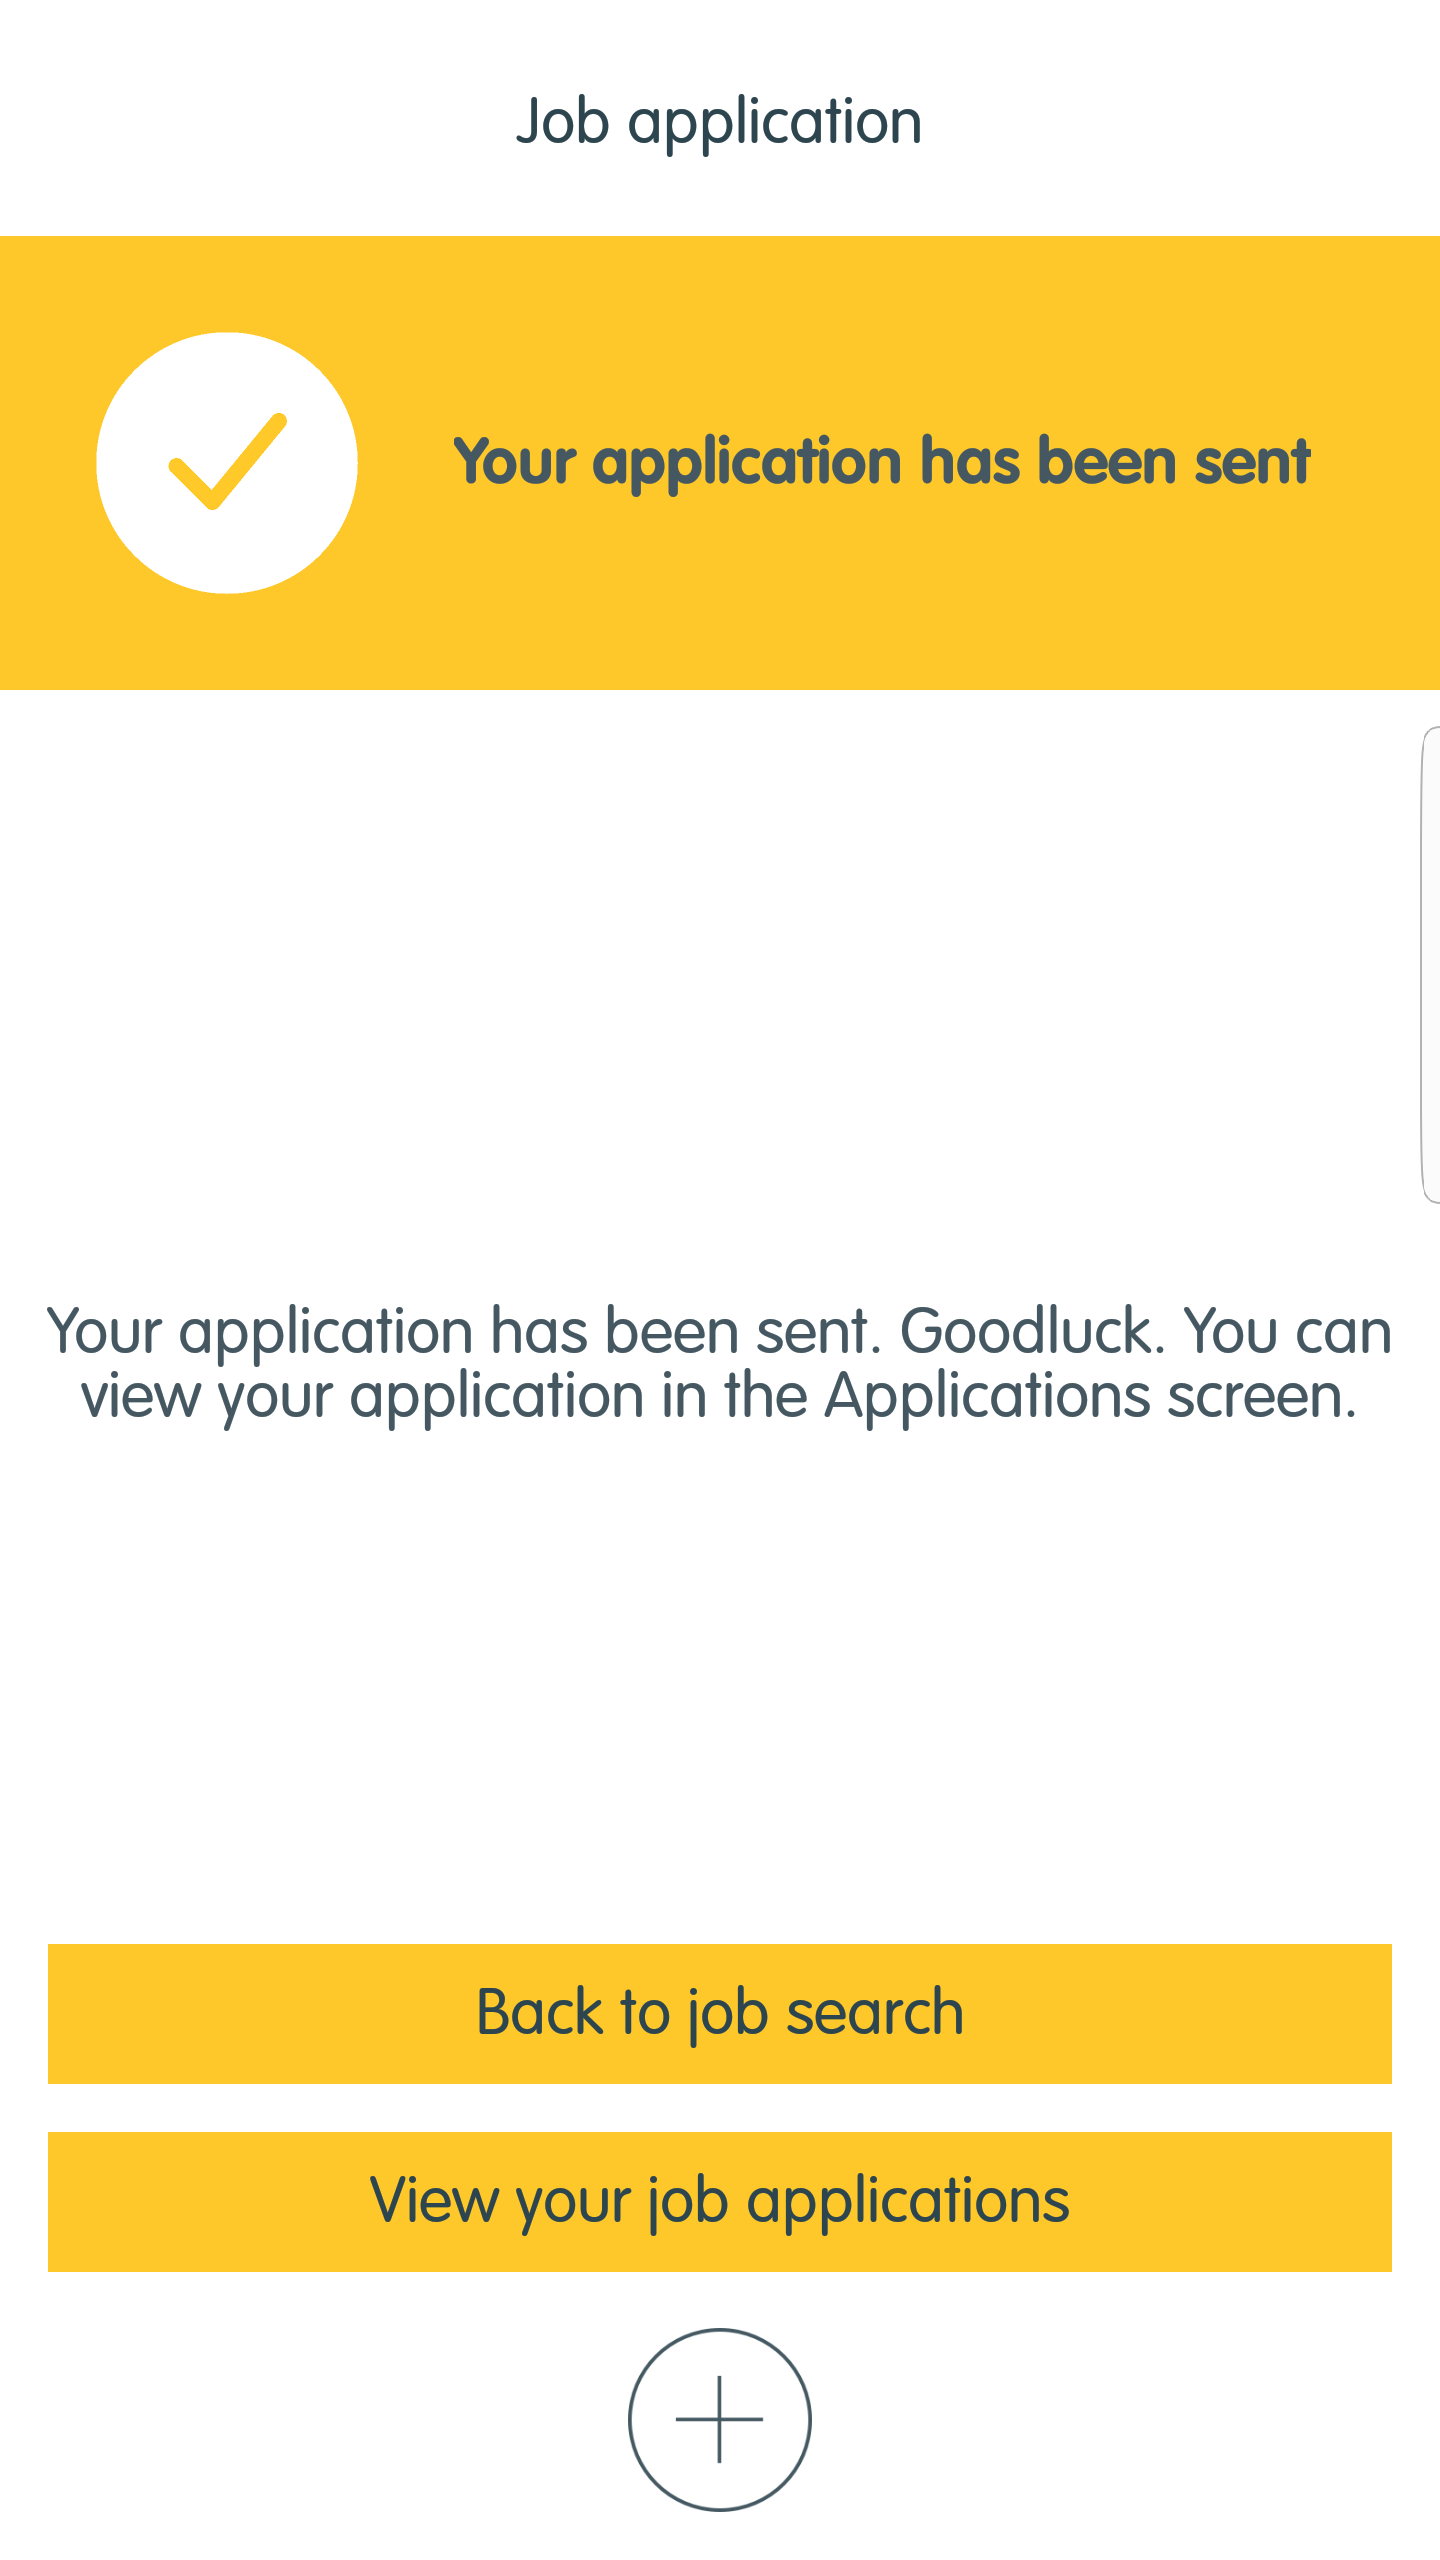 Job application
Your application has been sent
Your application has been sent. Goodluck. You can
view your application in the Applications screen.
Back to job search
View your job applications